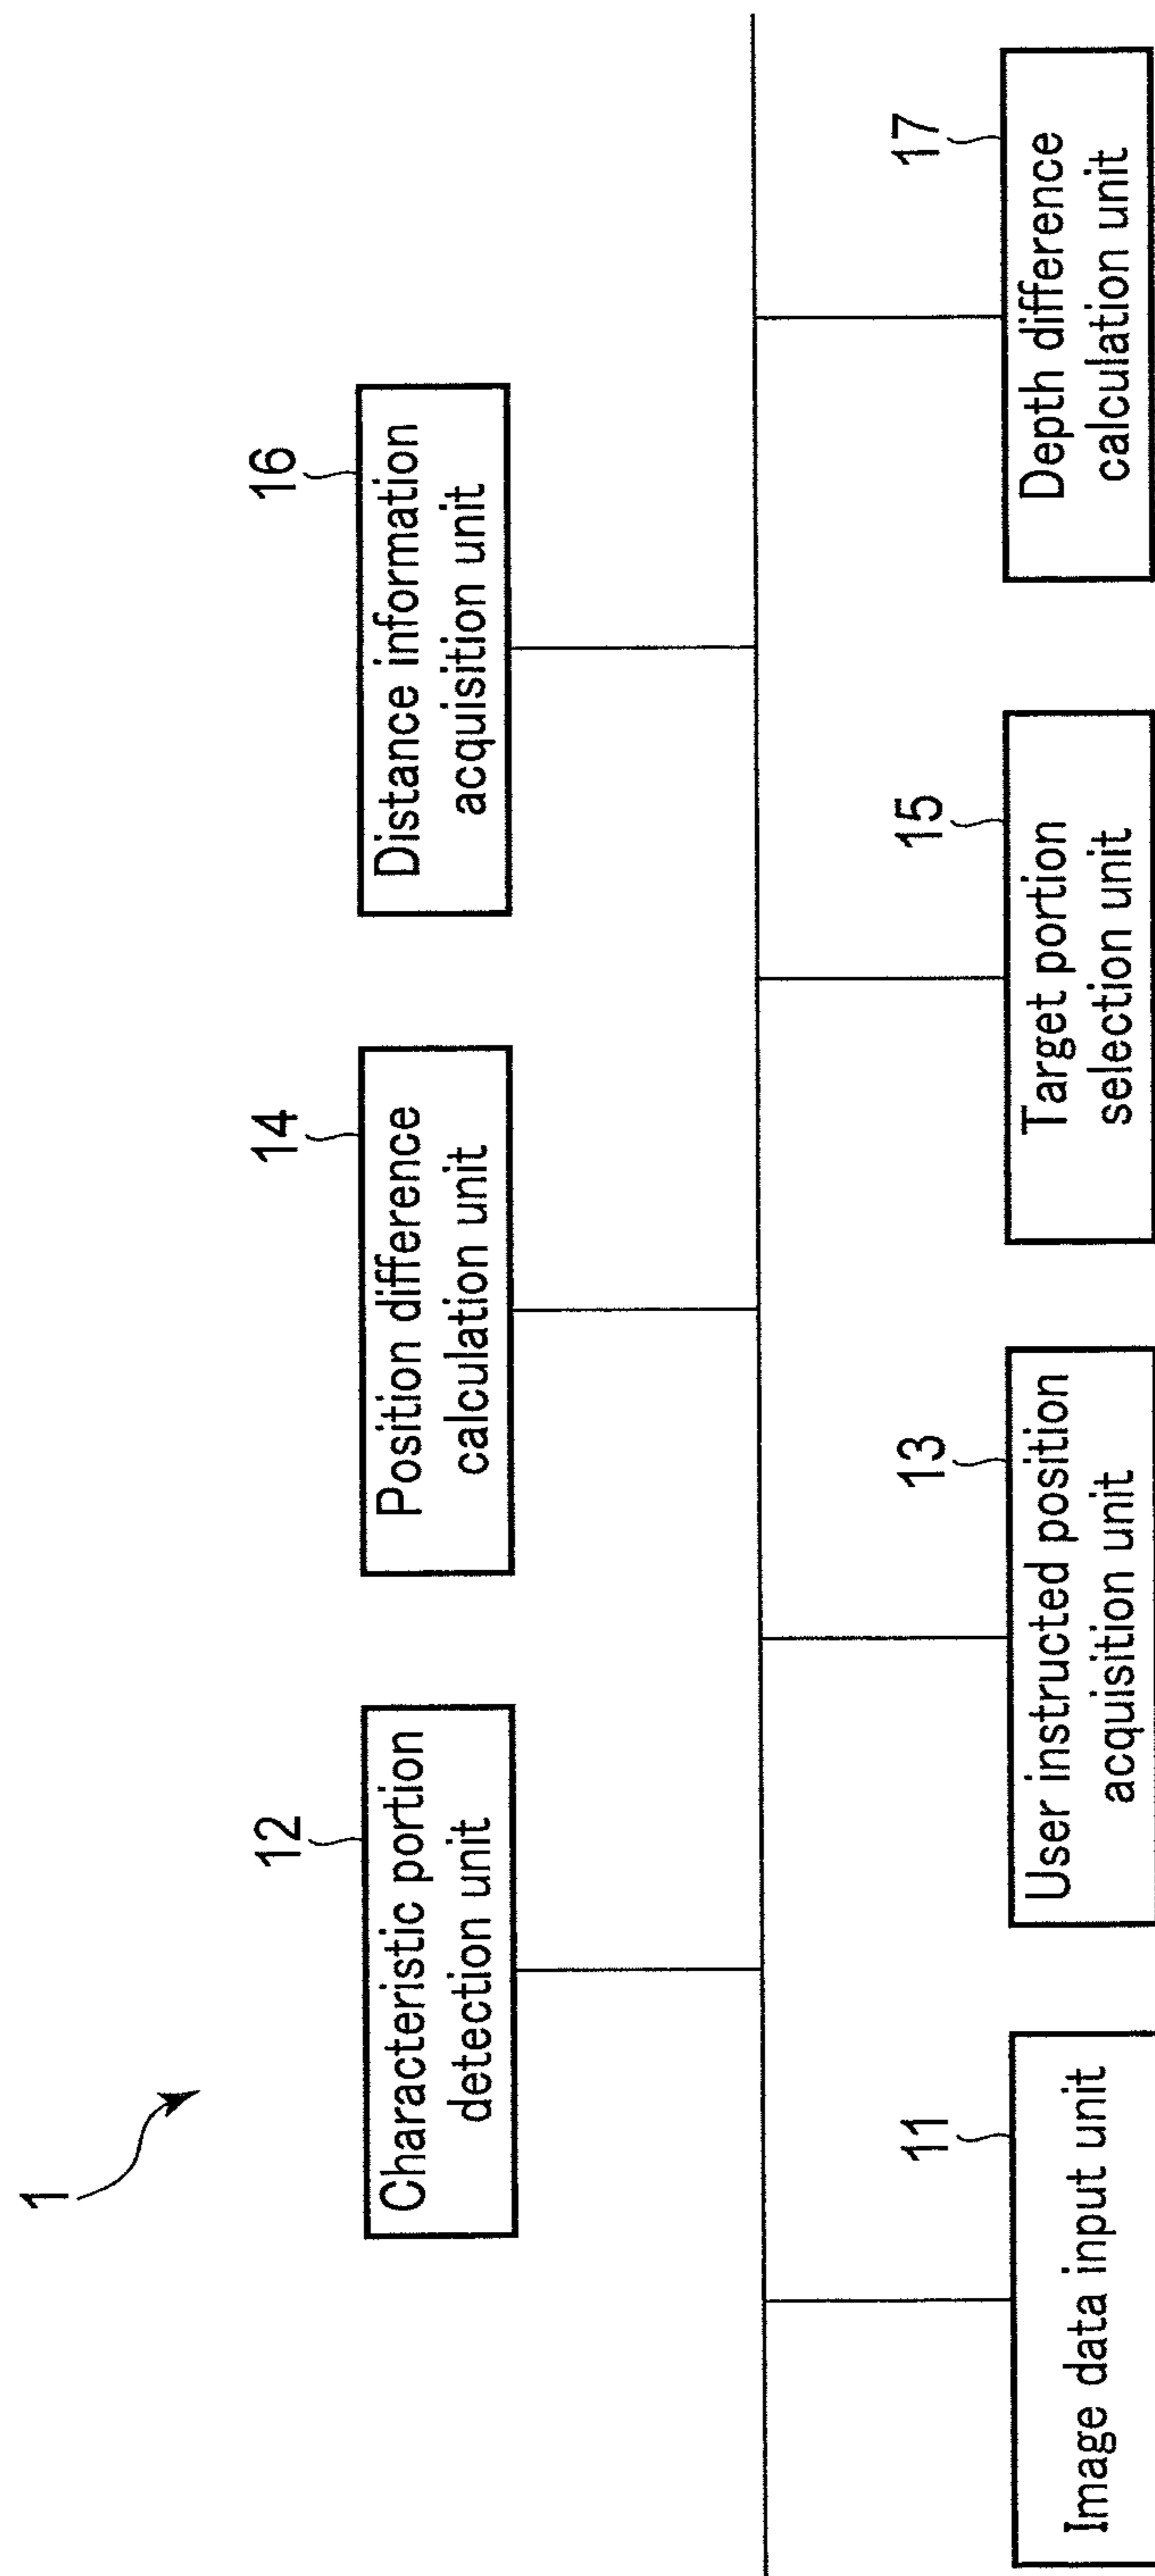 1
12
Characteristic portion
detection unit
14
Position difference
calculation unit
16
Distance information
acquisition unit
11
Image data input unit
13
User instructed position
acquisition unit
15
Target portion
selection unit
17
Depth difference
calculation unit